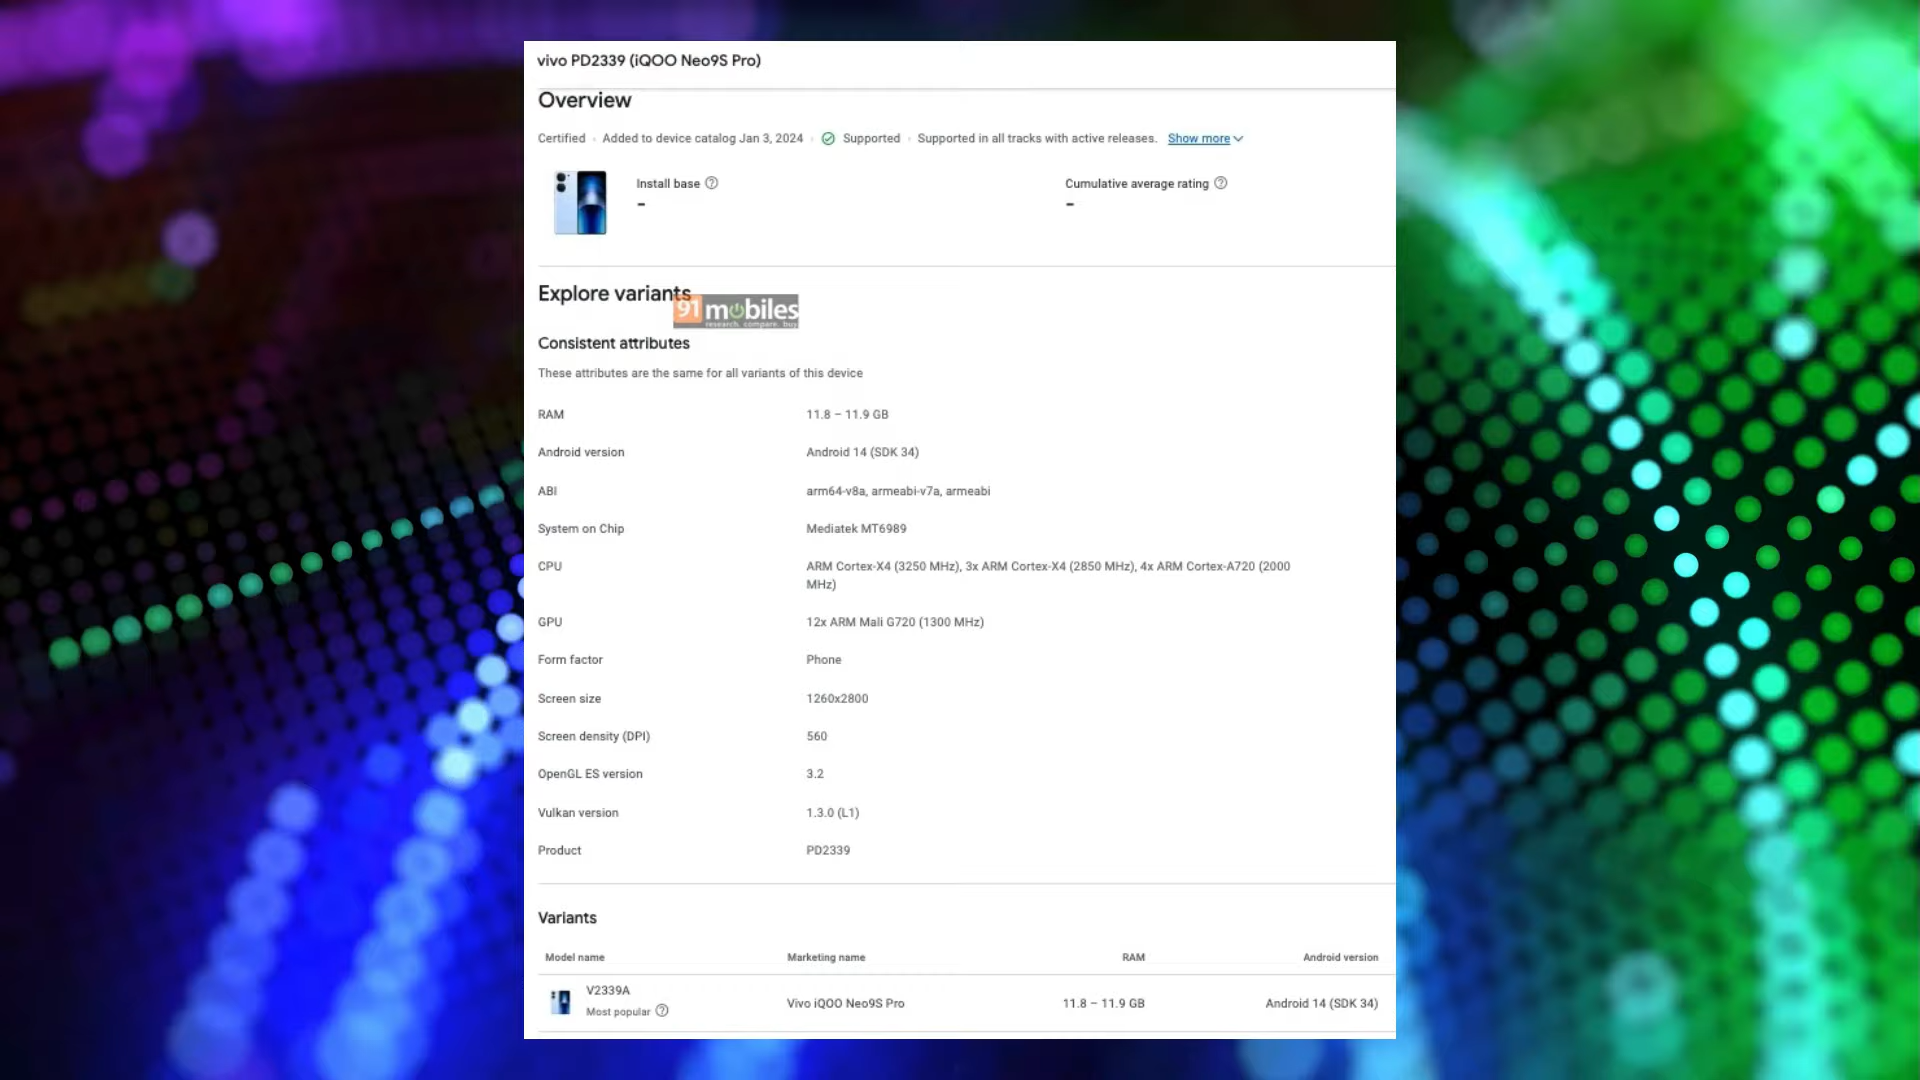 vivo PD2339 (iQOO Neo9S Pro)
Overview
Certified · Added to device catalog Jan 3, 2024 · Supported · Supported in all tracks with active releases. Show more
Install base
-
Cumulative average rating
-
Explore variants
91mobiles
research. compare. buy
Consistent attributes
These attributes are the same for all variants of this device
RAM 11.8 – 11.9 GB
Android version Android 14 (SDK 34)
ABI arm64-v8a, armeabi-v7a, armeabi
System on Chip Mediatek MT6989
CPU ARM Cortex-X4 (3250 MHz), 3x ARM Cortex-X4 (2850 MHz), 4x ARM Cortex-A720 (2000
MHz)
GPU 12x ARM Mali G720 (1300 MHz)
Form factor Phone
Screen size 1260x2800
Screen density (DPI) 560
OpenGL ES version 3.2
Vulkan version 1.3.0 (L1)
Product PD2339
Variants
Model name Marketing name RAM Android version
V2339A
Most popular
Vivo iQOO Neo9S Pro 11.8 – 11.9 GB Android 14 (SDK 34)